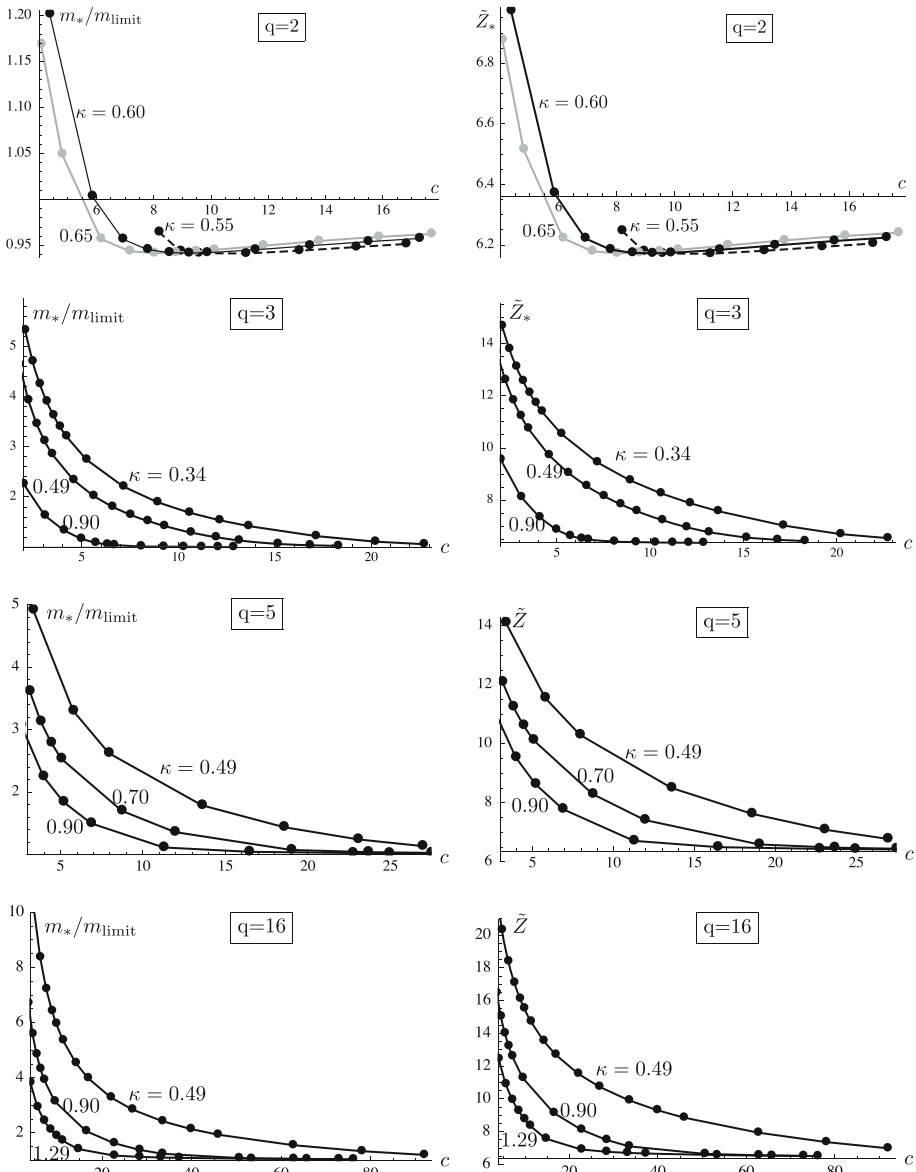 m∗/m_limit q=2
1.20
1.15
1.10
1.05
0.95
κ = 0.60
0.65
κ = 0.55
6 8 10 12 14 16 c
Z̃∗ q=2
6.8
6.6
6.4
6.2
κ = 0.60
0.65
κ = 0.55
6 8 10 12 14 16 c
m∗/m_limit q=3
5
4
3
2
κ = 0.34
0.49
0.90
5 10 15 20 c
Z̃∗ q=3
14
12
10
8
κ = 0.34
0.49
0.90
5 10 15 20 c
m∗/m_limit q=5
5
4
3
2
κ = 0.49
0.70
0.90
5 10 15 20 25 c
Z̃ q=5
14
12
10
8
6
κ = 0.49
0.70
0.90
5 10 15 20 25 c
m∗/m_limit q=16
10
8
6
4
2
κ = 0.49
0.90
1.29
20 40 60 80 c
Z̃ q=16
20
18
16
14
12
10
8
6
κ = 0.49
0.90
1.29
20 40 60 80 c